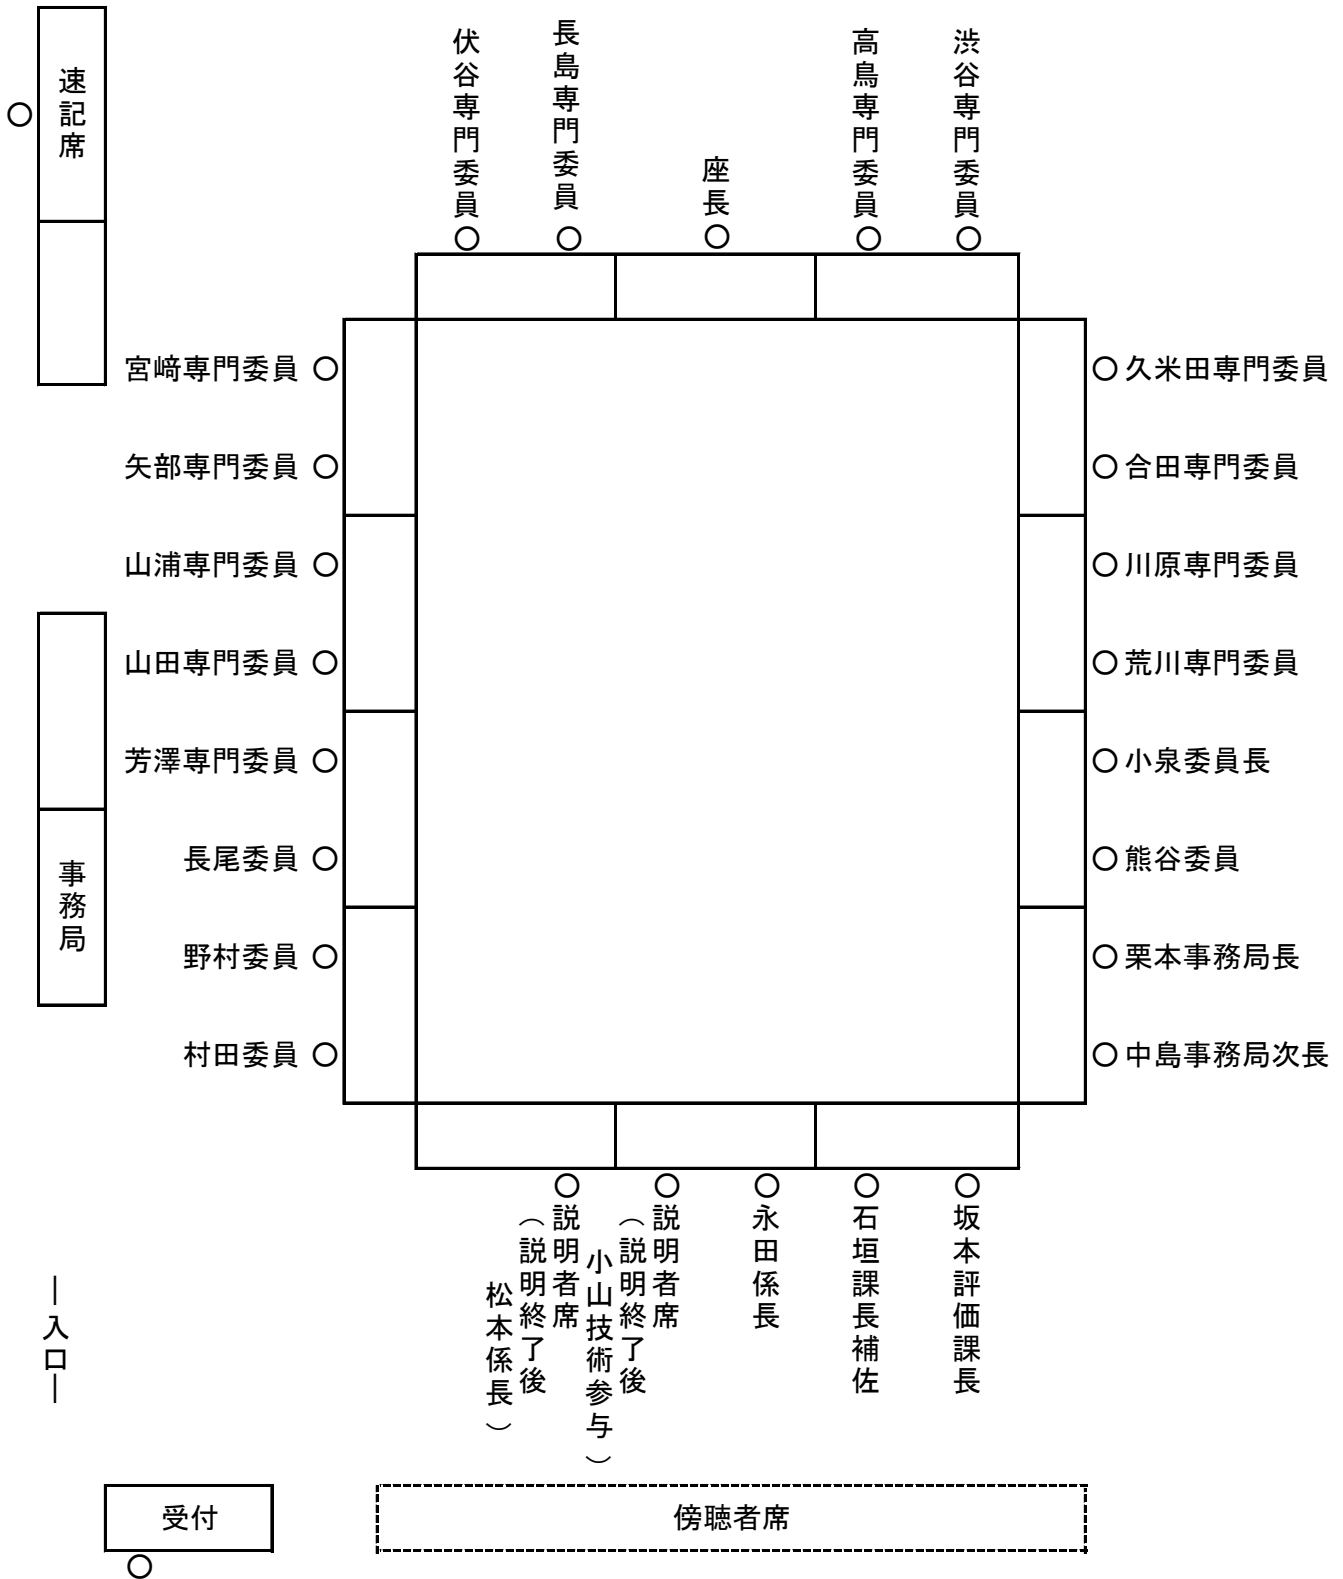 速記席
伏谷専門委員
長島専門委員
座長
高鳥専門委員
渋谷専門委員
宮﨑専門委員
久米田専門委員
矢部専門委員
合田専門委員
山浦専門委員
川原専門委員
山田専門委員
荒川専門委員
芳澤専門委員
小泉委員長
事務局
長尾委員
熊谷委員
野村委員
栗本事務局長
村田委員
中島事務局次長
説明者席
（説明終了後
松本係長）
説明者席
（説明終了後
小山技術参与）
永田係長
石垣課長補佐
坂本評価課長
―入口―
受付
傍聴者席